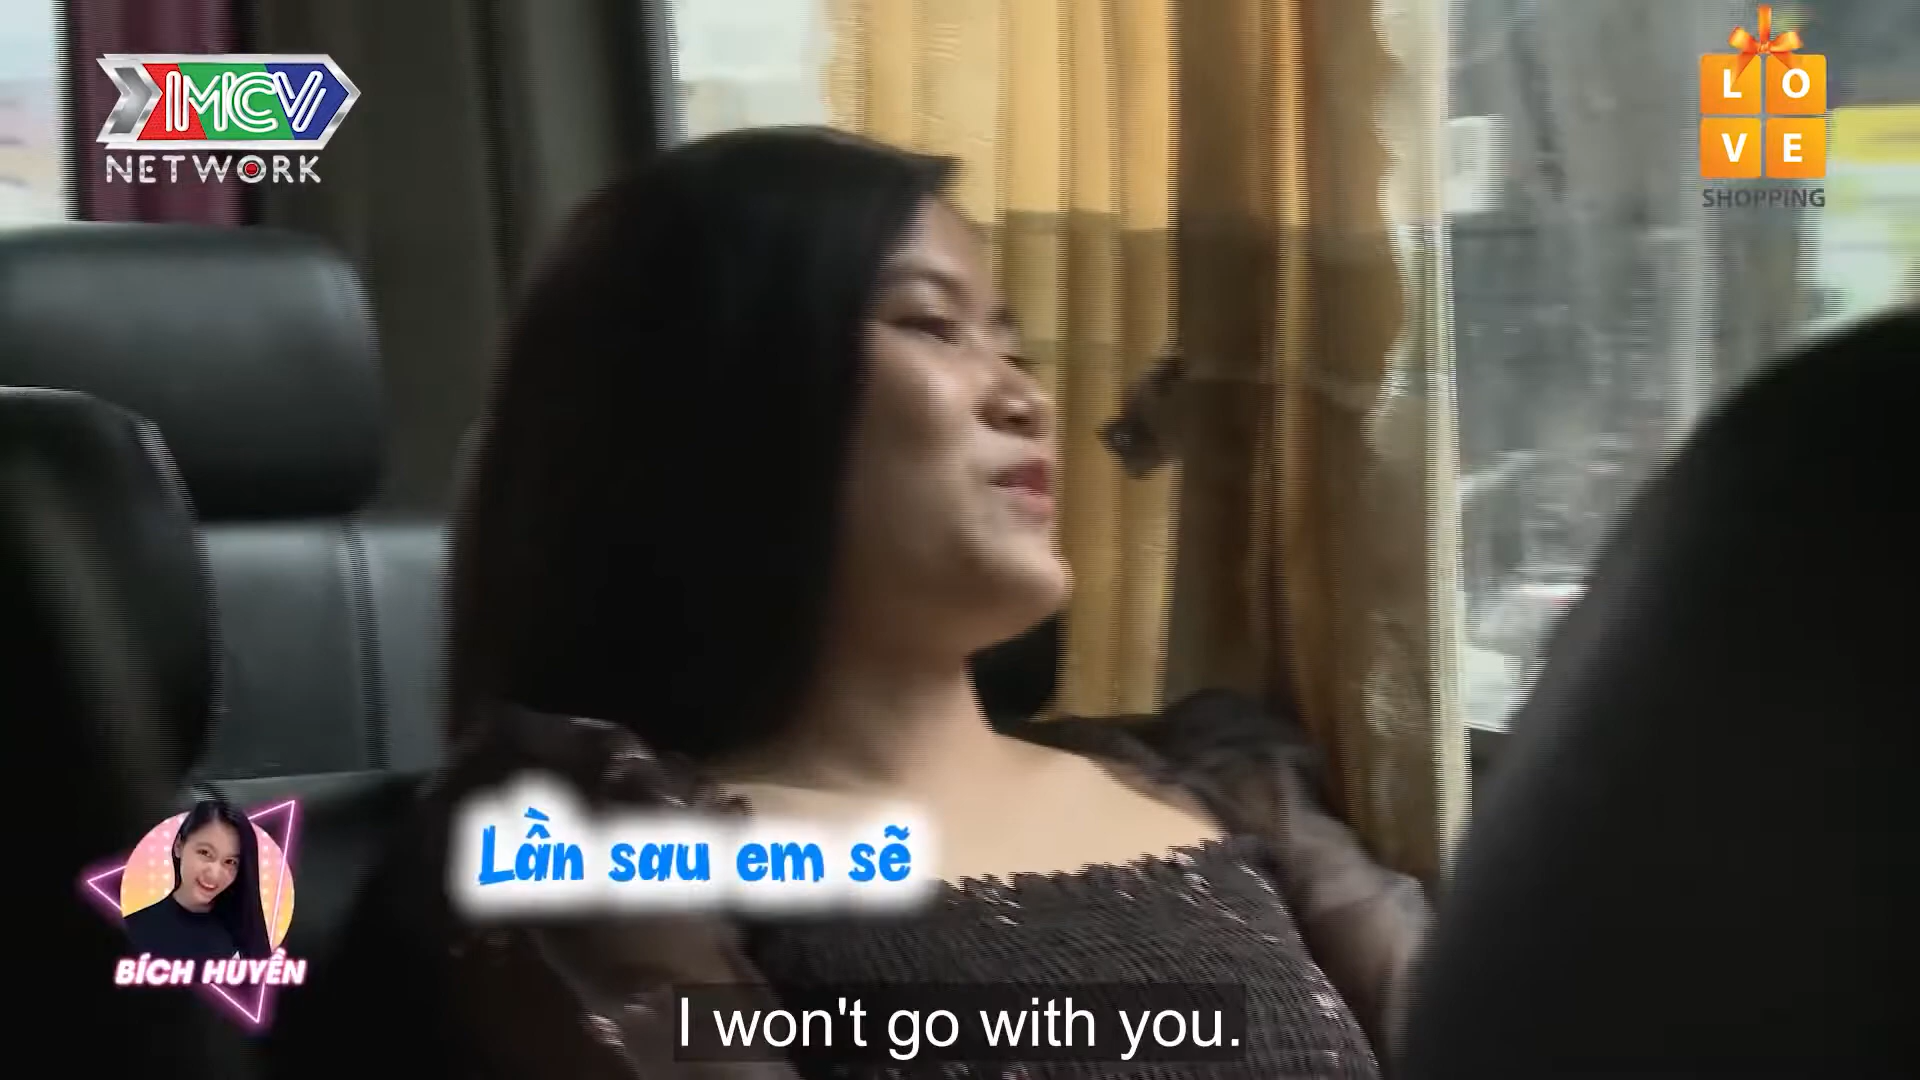 MCV
NETWORK
L O
V E
SHOPPING
Lần sau em sẽ
BÍCH HUYỀN
I won't go with you.